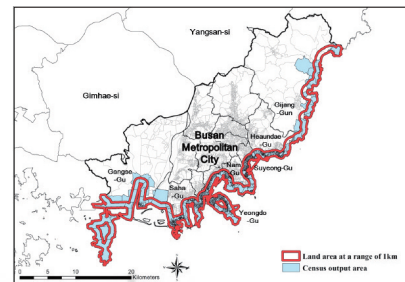 Yangsan-si
Gimhae-si
Gijang
Gun
Busan
Metropolitan
City
Heaundae-Gu
Gangse
-Gu
Saha
-Gu
Nam
Gu
Suyeong-Gu
Yeongdu
-Gu
0 5 10 20
Kilometers
Land area at a range of 1km
Census output area